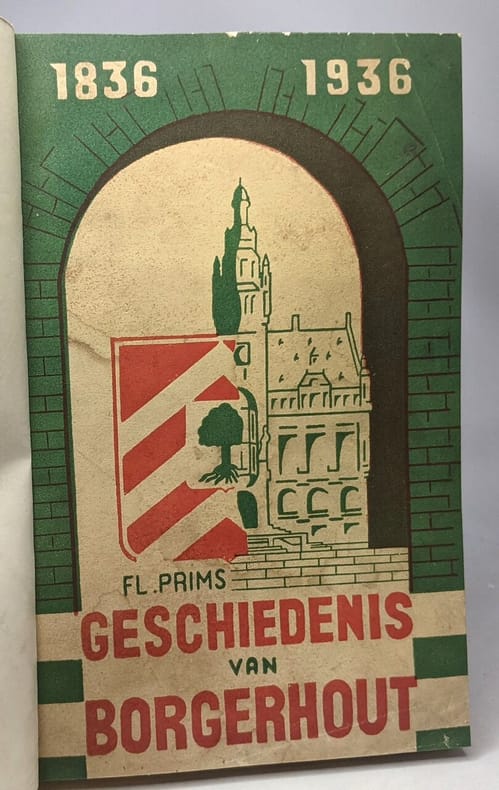 1836 1936
FL. PRIMS
GESCHIEDENIS
VAN
BORGERHOUT